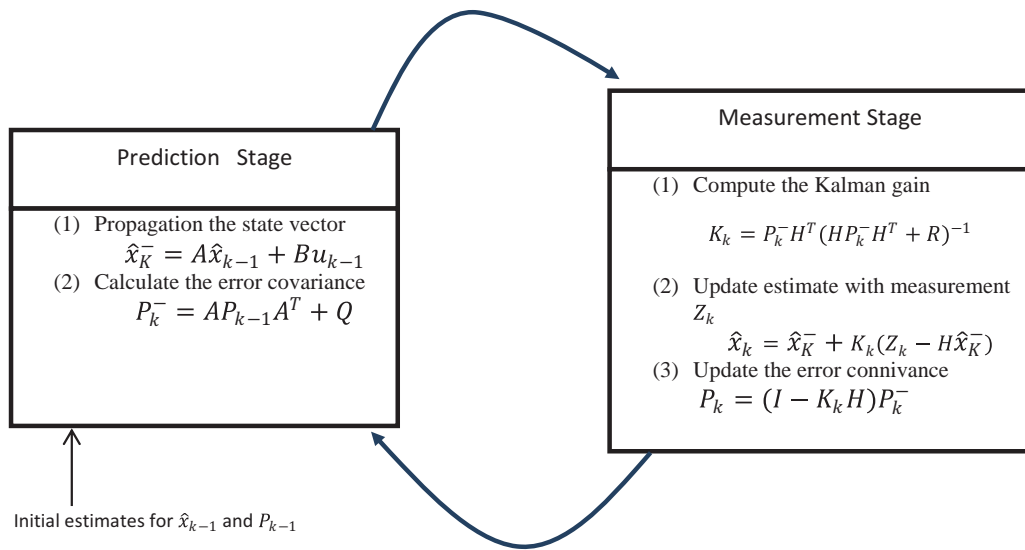 Prediction Stage
(1) Propagation the state vector
$\hat{x}_K^- = A\hat{x}_{k-1} + Bu_{k-1}$
(2) Calculate the error covariance
$P_k^- = AP_{k-1}A^T + Q$
Initial estimates for $\hat{x}_{k-1}$ and $P_{k-1}$
Measurement Stage
(1) Compute the Kalman gain
$K_k = P_k^- H^T (HP_k^- H^T + R)^{-1}$
(2) Update estimate with measurement
$Z_k$
$\hat{x}_k = \hat{x}_K^- + K_k(Z_k - H\hat{x}_K^-)$
(3) Update the error connivance
$P_k = (I - K_k H)P_k^-$